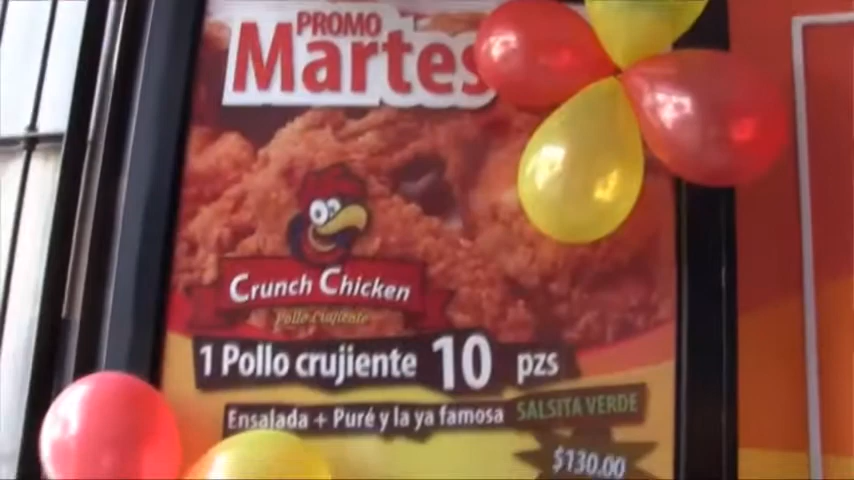 PROMO
Martes
Crunch Chicken
Pollo Crujiente
1 Pollo crujiente 10 pzs
Ensalada + Puré y la ya famosa SALSITA VERDE
$130.00